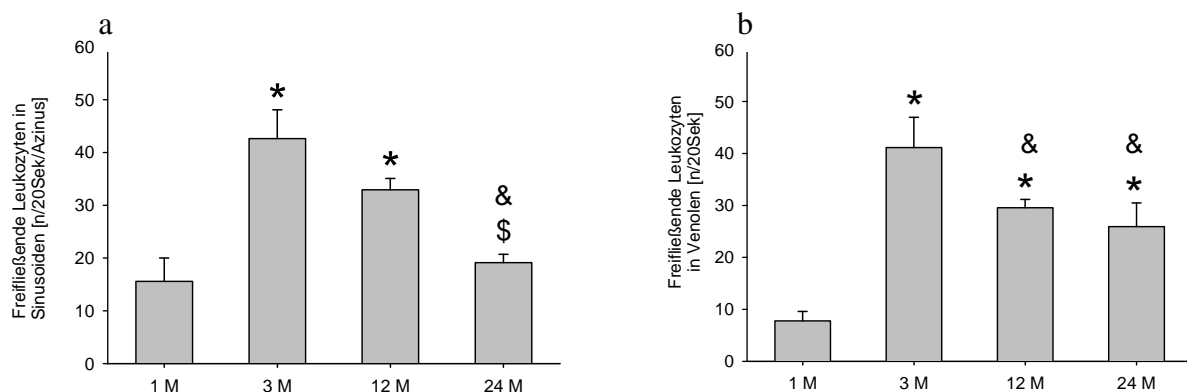 a
Freifließende Leukozyten in
Sinusoiden [n/20Sek/Azinus]
60
50
40
30
20
10
0
*
*
&
$
1 M 3 M 12 M 24 M
b
Freifließende Leukozyten
in Venolen [n/20Sek]
60
50
40
30
20
10
0
*
& &
* *
1 M 3 M 12 M 24 M